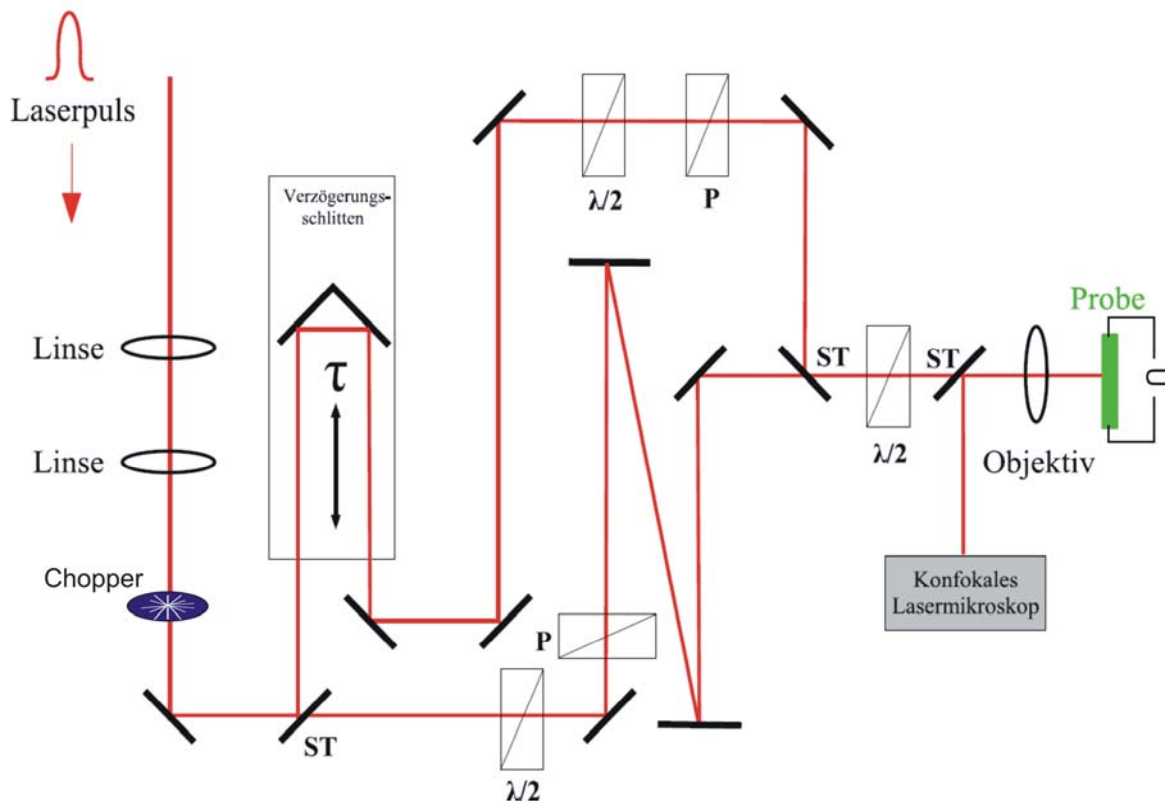 Laserpuls
Verzögerungs-
schlitten
λ/2
P
τ
Linse
Linse
Chopper
ST
λ/2
P
ST
λ/2
ST
Probe
Objektiv
Konfokales
Lasermikroskop